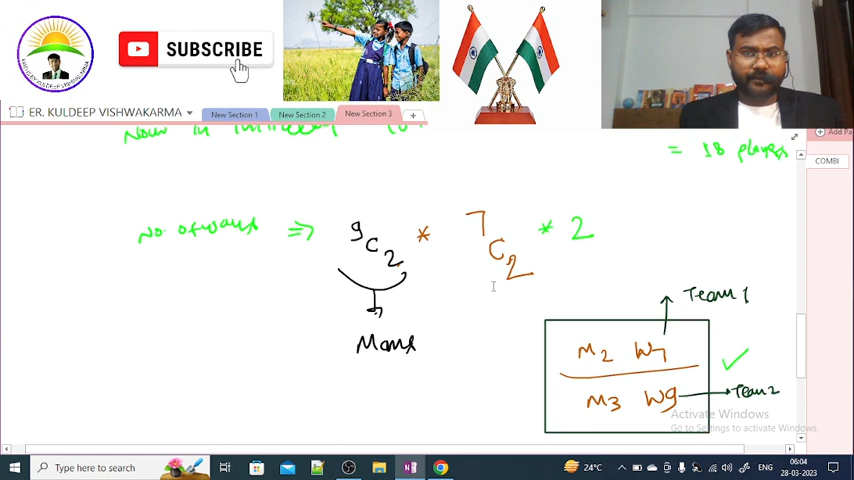 SUBSCRIBE
ER. KULDEEP VISHWAKARMA
New Section 1
New Section 2
New Section 3
Add Pa
COMBI
Now in
= 18 players
No. of ways ⇒ 9C2 * 7C2 * 2
Team 1
M2 W7
M3 W9
Team 2
Activate Windows
Go to Settings to activate Windows.
Type here to search
24°C
ENG
06:04
28-03-2023